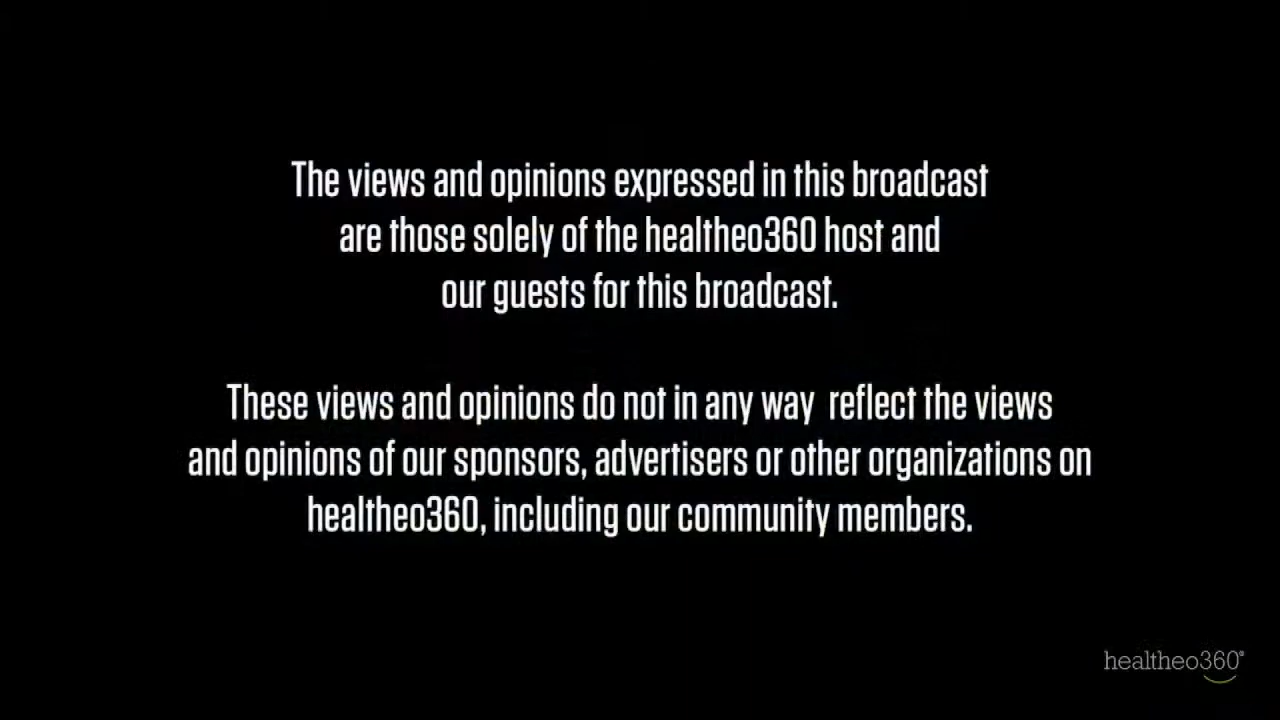 The views and opinions expressed in this broadcast
are those solely of the healtheo360 host and
our guests for this broadcast.
These views and opinions do not in any way reflect the views
and opinions of our sponsors, advertisers or other organizations on
healtheo360, including our community members.
healtheo360°